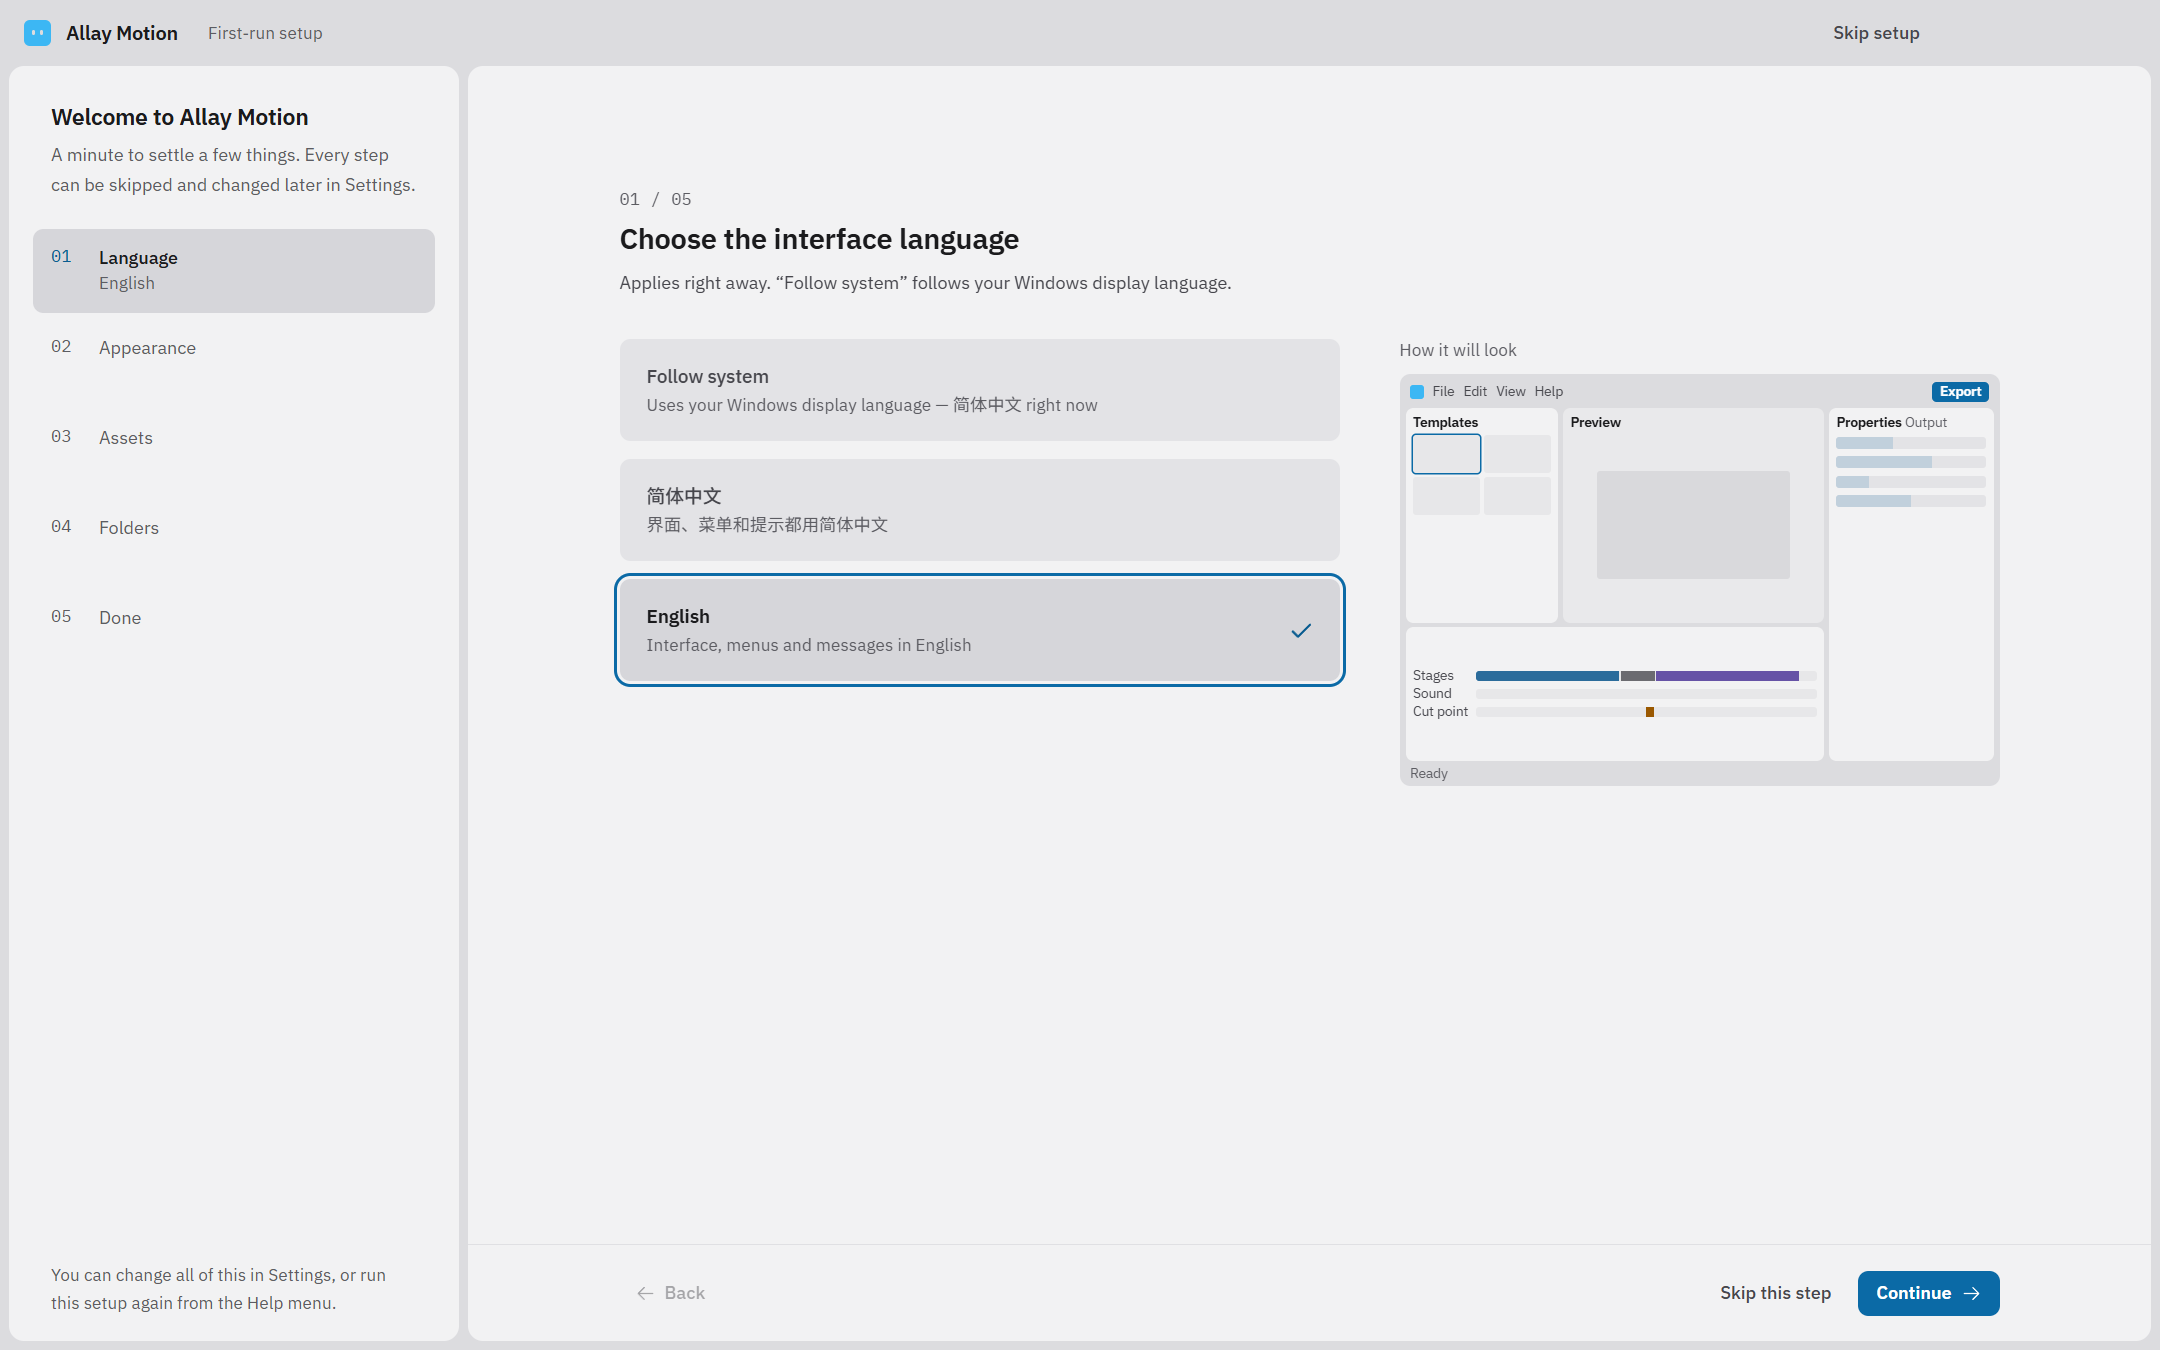 Allay Motion First-run setup Skip setup
Welcome to Allay Motion
A minute to settle a few things. Every step
can be skipped and changed later in Settings.
01 Language
English
02 Appearance
03 Assets
04 Folders
05 Done
You can change all of this in Settings, or run
this setup again from the Help menu.
01 / 05
Choose the interface language
Applies right away. “Follow system” follows your Windows display language.
Follow system
Uses your Windows display language — 简体中文 right now
简体中文
界面、菜单和提示都用简体中文
English
Interface, menus and messages in English
How it will look
File Edit View Help Export
Templates Preview Properties Output
Stages
Sound
Cut point
Ready
← Back Skip this step Continue →